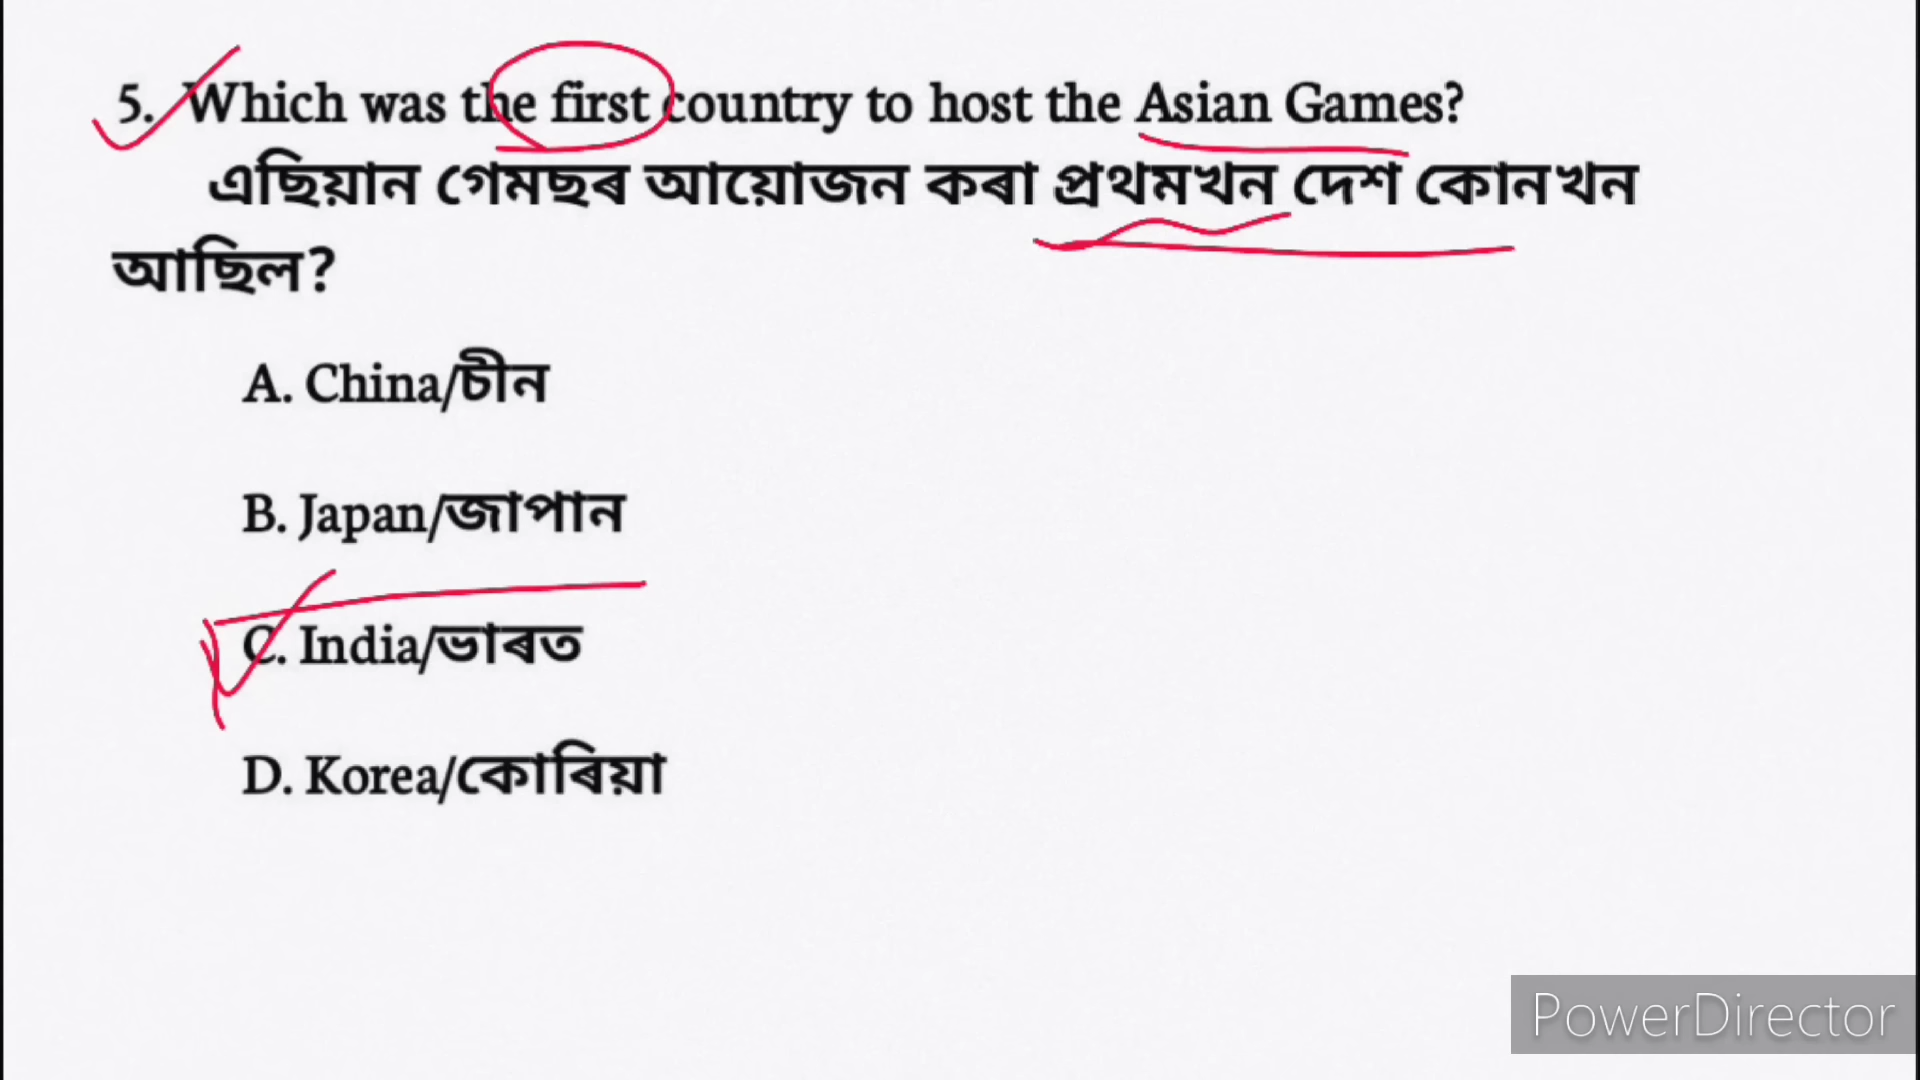 5. Which was the first country to host the Asian Games?
এছিয়ান গেমছৰ আয়োজন কৰা প্ৰথমখন দেশ কোনখন
আছিল?
A. China/চীন
B. Japan/জাপান
C. India/ভাৰত
D. Korea/কোৰিয়া
PowerDirector